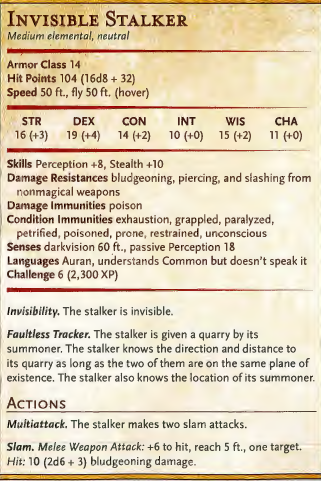 INVISIBLE STALKER
Medium elemental, neutral
Armor Class 14
Hit Points 104 (16d8 + 32)
Speed 50 ft., fly 50 ft. (hover)
STR DEX CON INT WIS CHA
16 (+3) 19 (+4) 14 (+2) 10 (+0) 15 (+2) 11 (+0)
Skills Perception +8, Stealth +10
Damage Resistances bludgeoning, piercing, and slashing from
nonmagical weapons
Damage Immunities poison
Condition Immunities exhaustion, grappled, paralyzed,
petrified, poisoned, prone, restrained, unconscious
Senses darkvision 60 ft., passive Perception 18
Languages Auran, understands Common but doesn't speak it
Challenge 6 (2,300 XP)
Invisibility. The stalker is invisible.
Faultless Tracker. The stalker is given a quarry by its
summoner. The stalker knows the direction and distance to
its quarry as long as the two of them are on the same plane of
existence. The stalker also knows the location of its summoner.
ACTIONS
Multiattack. The stalker makes two slam attacks.
Slam. Melee Weapon Attack: +6 to hit, reach 5 ft., one target.
Hit: 10 (2d6 + 3) bludgeoning damage.